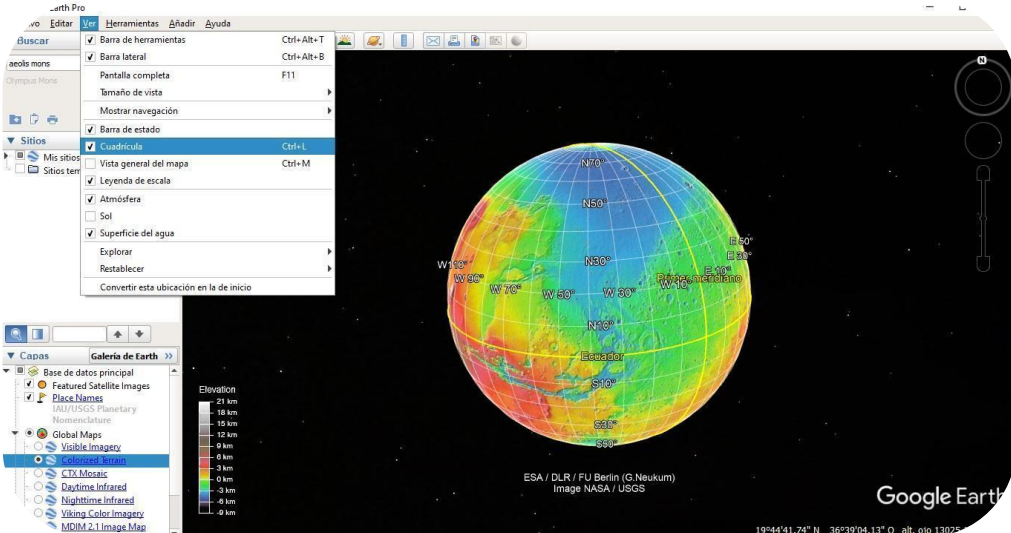 Earth Pro
Editar Ver Herramientas Añadir Ayuda
Buscar
aeolis mons
Olympus Mons
Barra de herramientas Ctrl+Alt+T
Barra lateral Ctrl+Alt+B
Pantalla completa F11
Tamaño de vista
Mostrar navegación
Barra de estado
Cuadrícula Ctrl+L
Vista general del mapa Ctrl+M
Leyenda de escala
Atmósfera
Sol
Superficie del agua
Explorar
Restablecer
Convertir esta ubicación en la de inicio
Sitios
Mis sitios
Sitios tem
Capas
Galería de Earth >>
Base de datos principal
Featured Satellite Images
Place Names
IAU/USGS Planetary
Nomenclature
Global Maps
Visible Imagery
Colorized Terrain
CTX Mosaic
Daytime Infrared
Nighttime Infrared
Viking Color Imagery
MDIM 2.1 Image Map
Elevation
21 km
18 km
15 km
12 km
9 km
6 km
3 km
0 km
-3 km
-6 km
-9 km
N
N70°
N50°
E 50°
E 30°
N30°
W110°
E 10°
W 90°
Primer meridiano
W 70°
W 50°
W 30°
W 10°
N10°
Ecuador
S10°
S30°
S50°
ESA / DLR / FU Berlin (G.Neukum)
Image NASA / USGS
Google Earth
19°44'41.74" N 36°39'04.13" O alt. ojo 13025